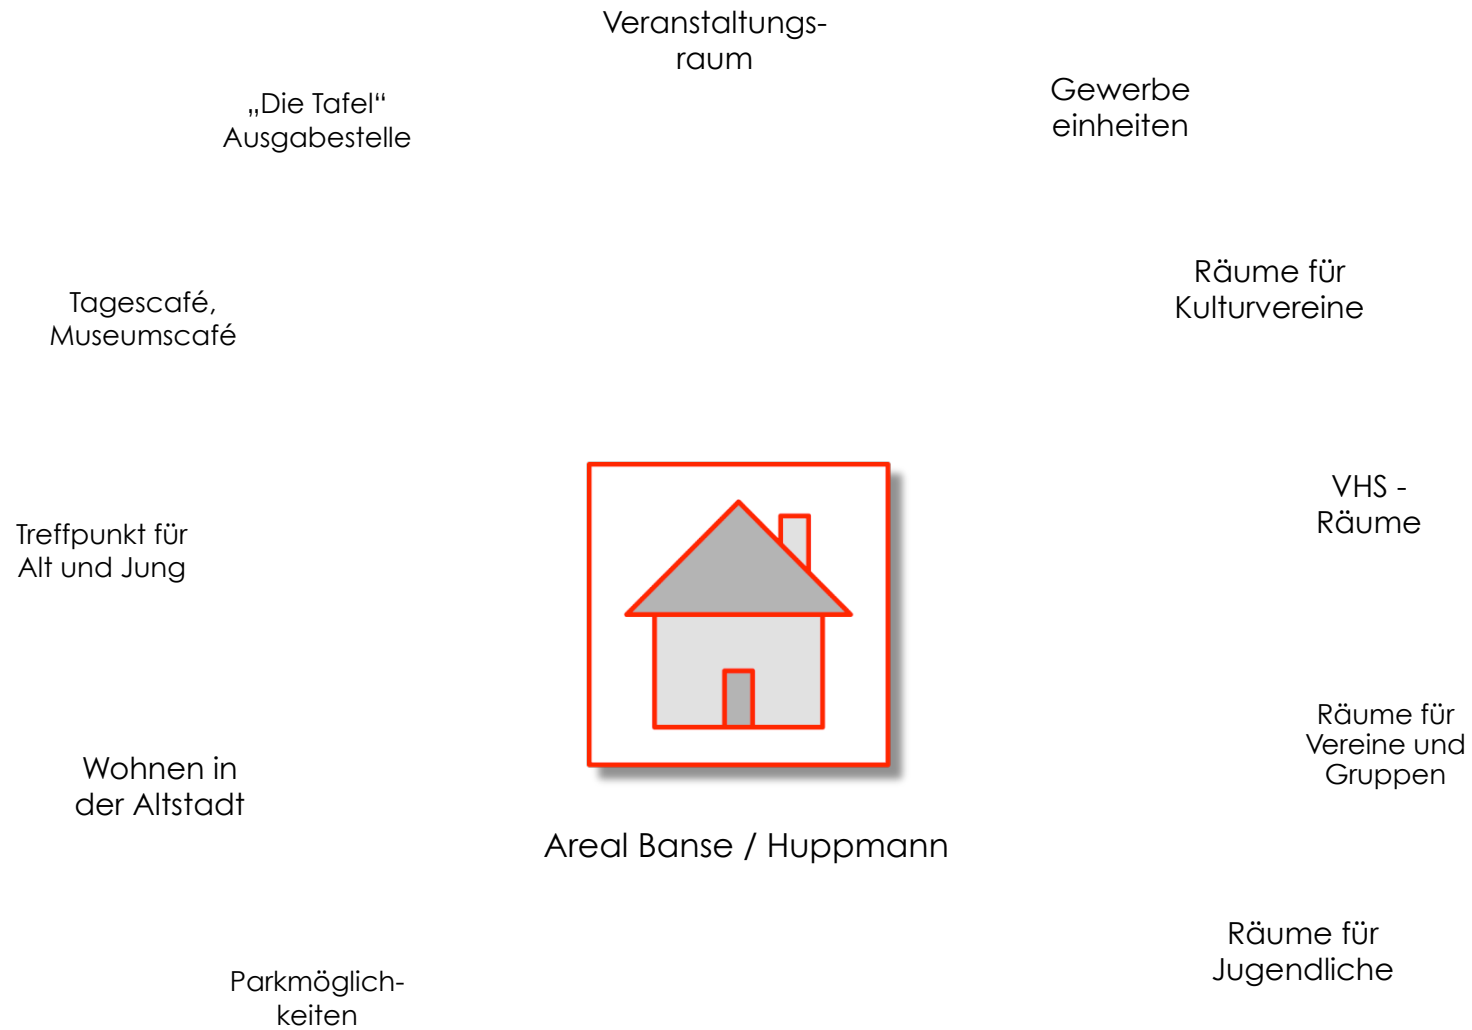 Veranstaltungs-
raum
„Die Tafel“
Ausgabestelle
Gewerbe
einheiten
Tagescafé,
Museumscafé
Räume für
Kulturvereine
Treffpunkt für
Alt und Jung
VHS -
Räume
Wohnen in
der Altstadt
Räume für
Vereine und
Gruppen
Areal Banse / Huppmann
Parkmöglich-
keiten
Räume für
Jugendliche